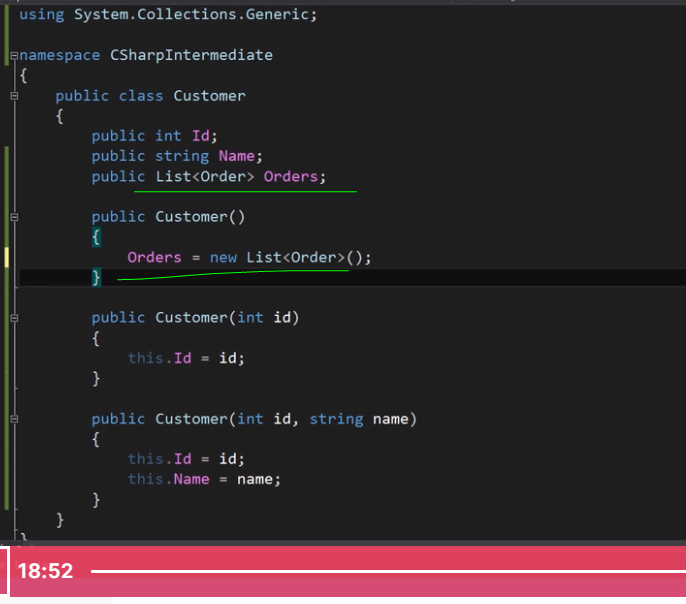 using System.Collections.Generic;
namespace CSharpIntermediate
{
public class Customer
{
public int Id;
public string Name;
public List<Order> Orders;
public Customer()
{
Orders = new List<Order>();
}
public Customer(int id)
{
this.Id = id;
}
public Customer(int id, string name)
{
this.Id = id;
this.Name = name;
}
}
}
18:52